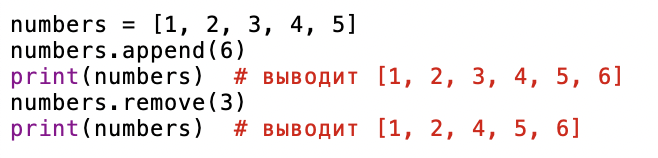 numbers = [1, 2, 3, 4, 5]
numbers.append(6)
print(numbers)  # выводит [1, 2, 3, 4, 5, 6]
numbers.remove(3)
print(numbers)  # выводит [1, 2, 4, 5, 6]